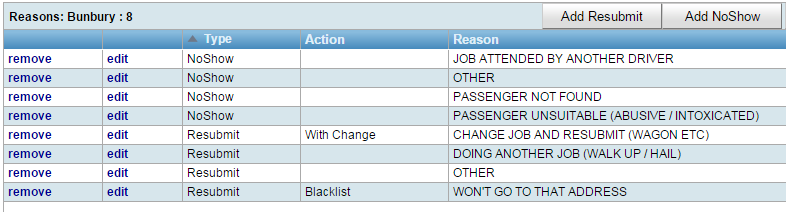 Reasons: Bunbury : 8 Add Resubmit Add NoShow
Type Action Reason
remove edit NoShow JOB ATTENDED BY ANOTHER DRIVER
remove edit NoShow OTHER
remove edit NoShow PASSENGER NOT FOUND
remove edit NoShow PASSENGER UNSUITABLE (ABUSIVE / INTOXICATED)
remove edit Resubmit With Change CHANGE JOB AND RESUBMIT (WAGON ETC)
remove edit Resubmit DOING ANOTHER JOB (WALK UP / HAIL)
remove edit Resubmit OTHER
remove edit Resubmit Blacklist WON'T GO TO THAT ADDRESS